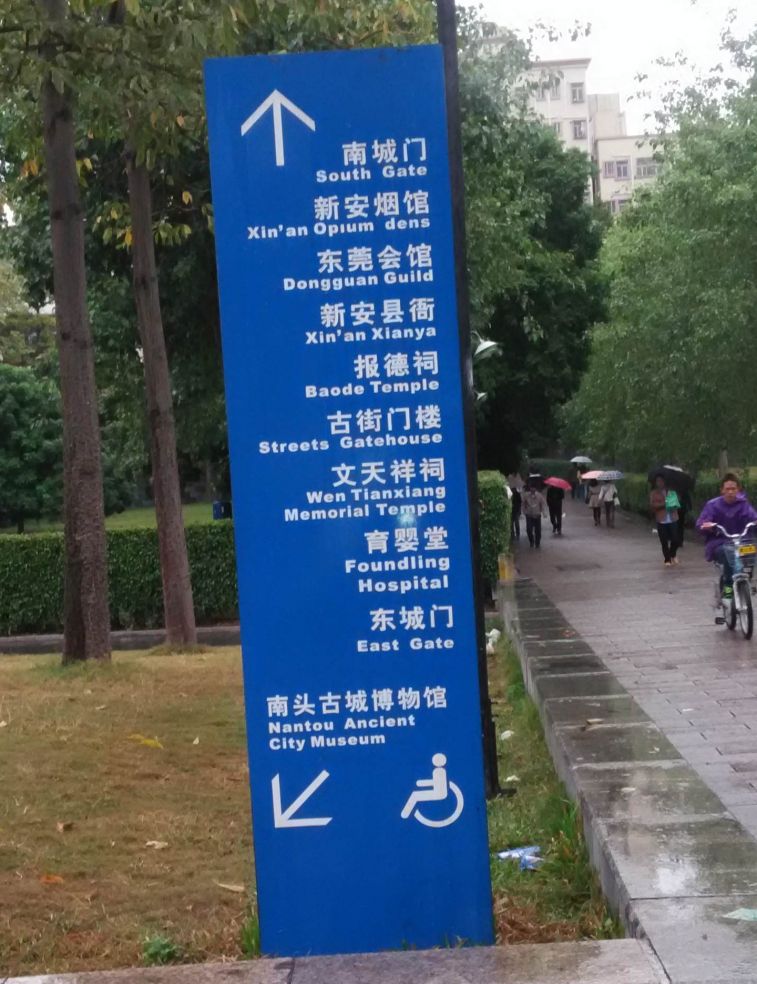 南城门
South Gate
新安烟馆
Xin'an Opium dens
东莞会馆
Dongguan Guild
新安县衙
Xin'an Xianya
报德祠
Baode Temple
古街门楼
Streets Gatehouse
文天祥祠
Wen Tianxiang
Memorial Temple
育婴堂
Foundling
Hospital
东城门
East Gate
南头古城博物馆
Nantou Ancient
City Museum